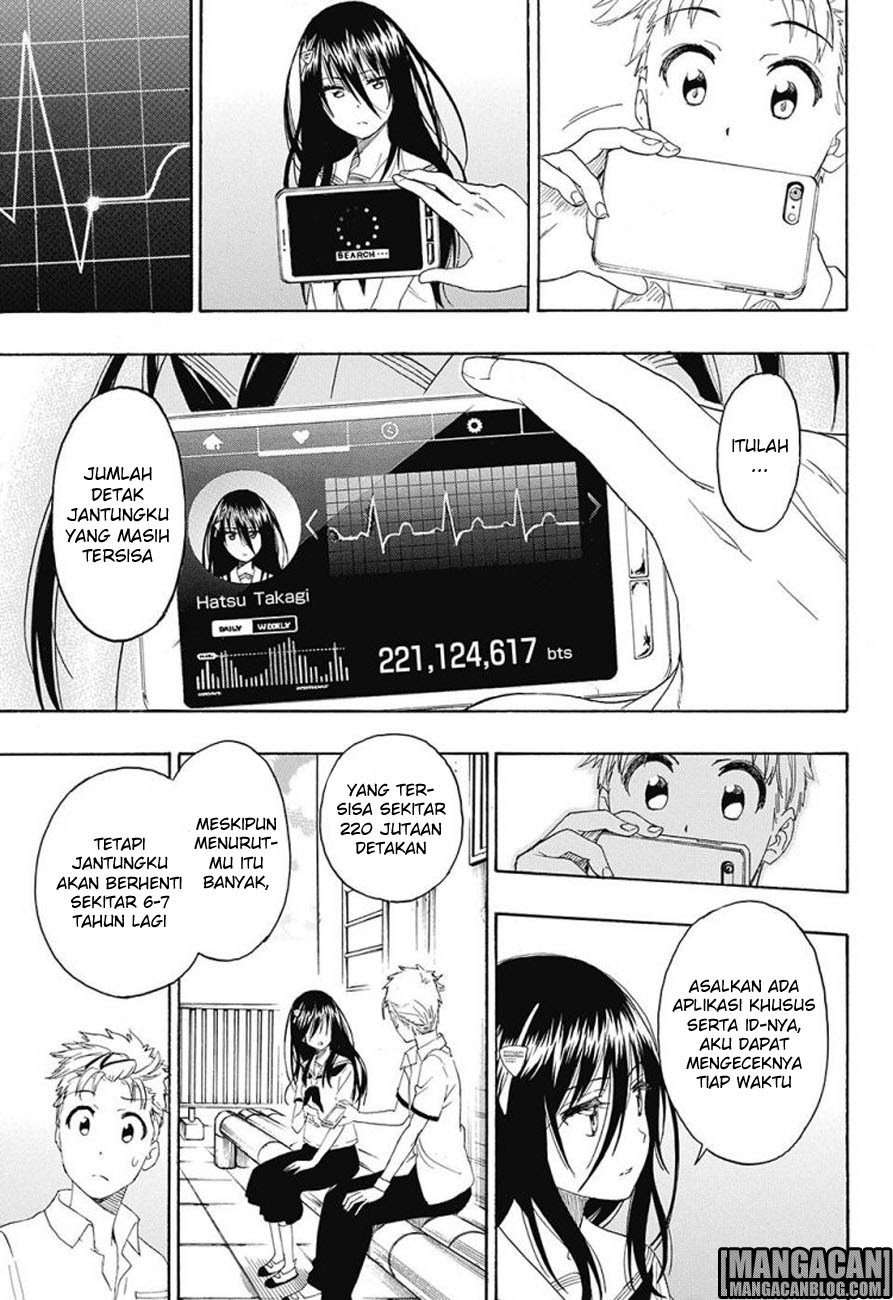 SEARCH...
ITULAH
...
JUMLAH
DETAK
JANTUNGKU
YANG MASIH
TERSISA
Hatsu Takagi
DAILY WEEKLY
221,124,617 bts
ASALKAN ADA
APLIKASI KHUSUS
SERTA ID-NYA,
AKU DAPAT
MENGECEKNYA
TIAP WAKTU
YANG TER-
SISA SEKITAR
220 JUTAAN
DETAKAN
MESKIPUN
MENURUT-
MU ITU
BANYAK,
TETAPI
JANTUNGKU
AKAN BERHENTI
SEKITAR 6-7
TAHUN LAGI
[MANGACAN]
MANGACANBLOG.COM